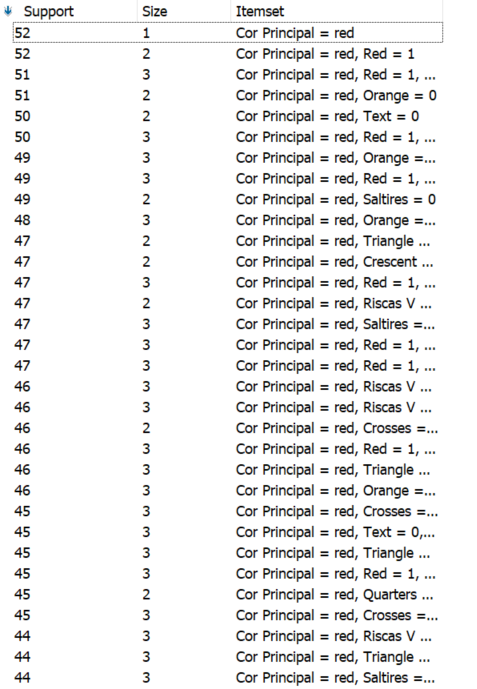 Support Size Itemset
52 1 Cor Principal = red
52 2 Cor Principal = red, Red = 1
51 3 Cor Principal = red, Red = 1, ...
51 2 Cor Principal = red, Orange = 0
50 2 Cor Principal = red, Text = 0
50 3 Cor Principal = red, Red = 1, ...
49 3 Cor Principal = red, Orange =...
49 3 Cor Principal = red, Red = 1, ...
49 2 Cor Principal = red, Saltires = 0
48 3 Cor Principal = red, Orange =...
47 2 Cor Principal = red, Triangle ...
47 2 Cor Principal = red, Crescent ...
47 3 Cor Principal = red, Red = 1, ...
47 2 Cor Principal = red, Riscas V ...
47 3 Cor Principal = red, Saltires =...
47 3 Cor Principal = red, Red = 1, ...
47 3 Cor Principal = red, Red = 1, ...
46 3 Cor Principal = red, Riscas V ...
46 3 Cor Principal = red, Riscas V ...
46 2 Cor Principal = red, Crosses =...
46 3 Cor Principal = red, Red = 1, ...
46 3 Cor Principal = red, Triangle ...
46 3 Cor Principal = red, Orange =...
45 3 Cor Principal = red, Crosses =...
45 3 Cor Principal = red, Text = 0,...
45 3 Cor Principal = red, Triangle ...
45 3 Cor Principal = red, Red = 1, ...
45 2 Cor Principal = red, Quarters ...
45 3 Cor Principal = red, Crosses =...
44 3 Cor Principal = red, Riscas V ...
44 3 Cor Principal = red, Triangle ...
44 3 Cor Principal = red, Saltires =...